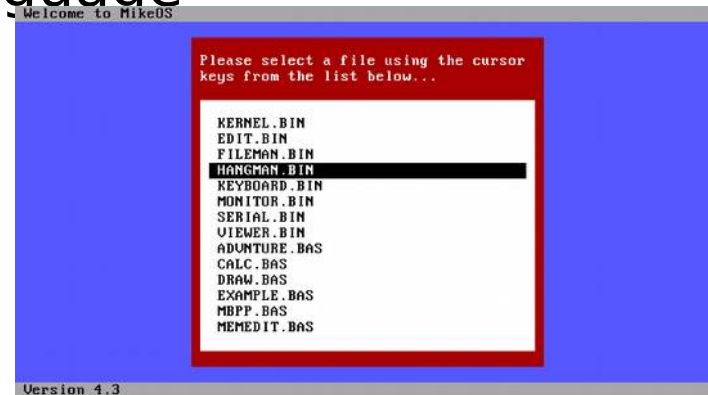 Welcome to MikeOS
Please select a file using the cursor
keys from the list below...
KERNEL.BIN
EDIT.BIN
FILEMAN.BIN
HANGMAN.BIN
KEYBOARD.BIN
MONITOR.BIN
SERIAL.BIN
VIEWER.BIN
ADVNTURE.BAS
CALC.BAS
DRAW.BAS
EXAMPLE.BAS
MBPP.BAS
MEMEDIT.BAS
Version 4.3